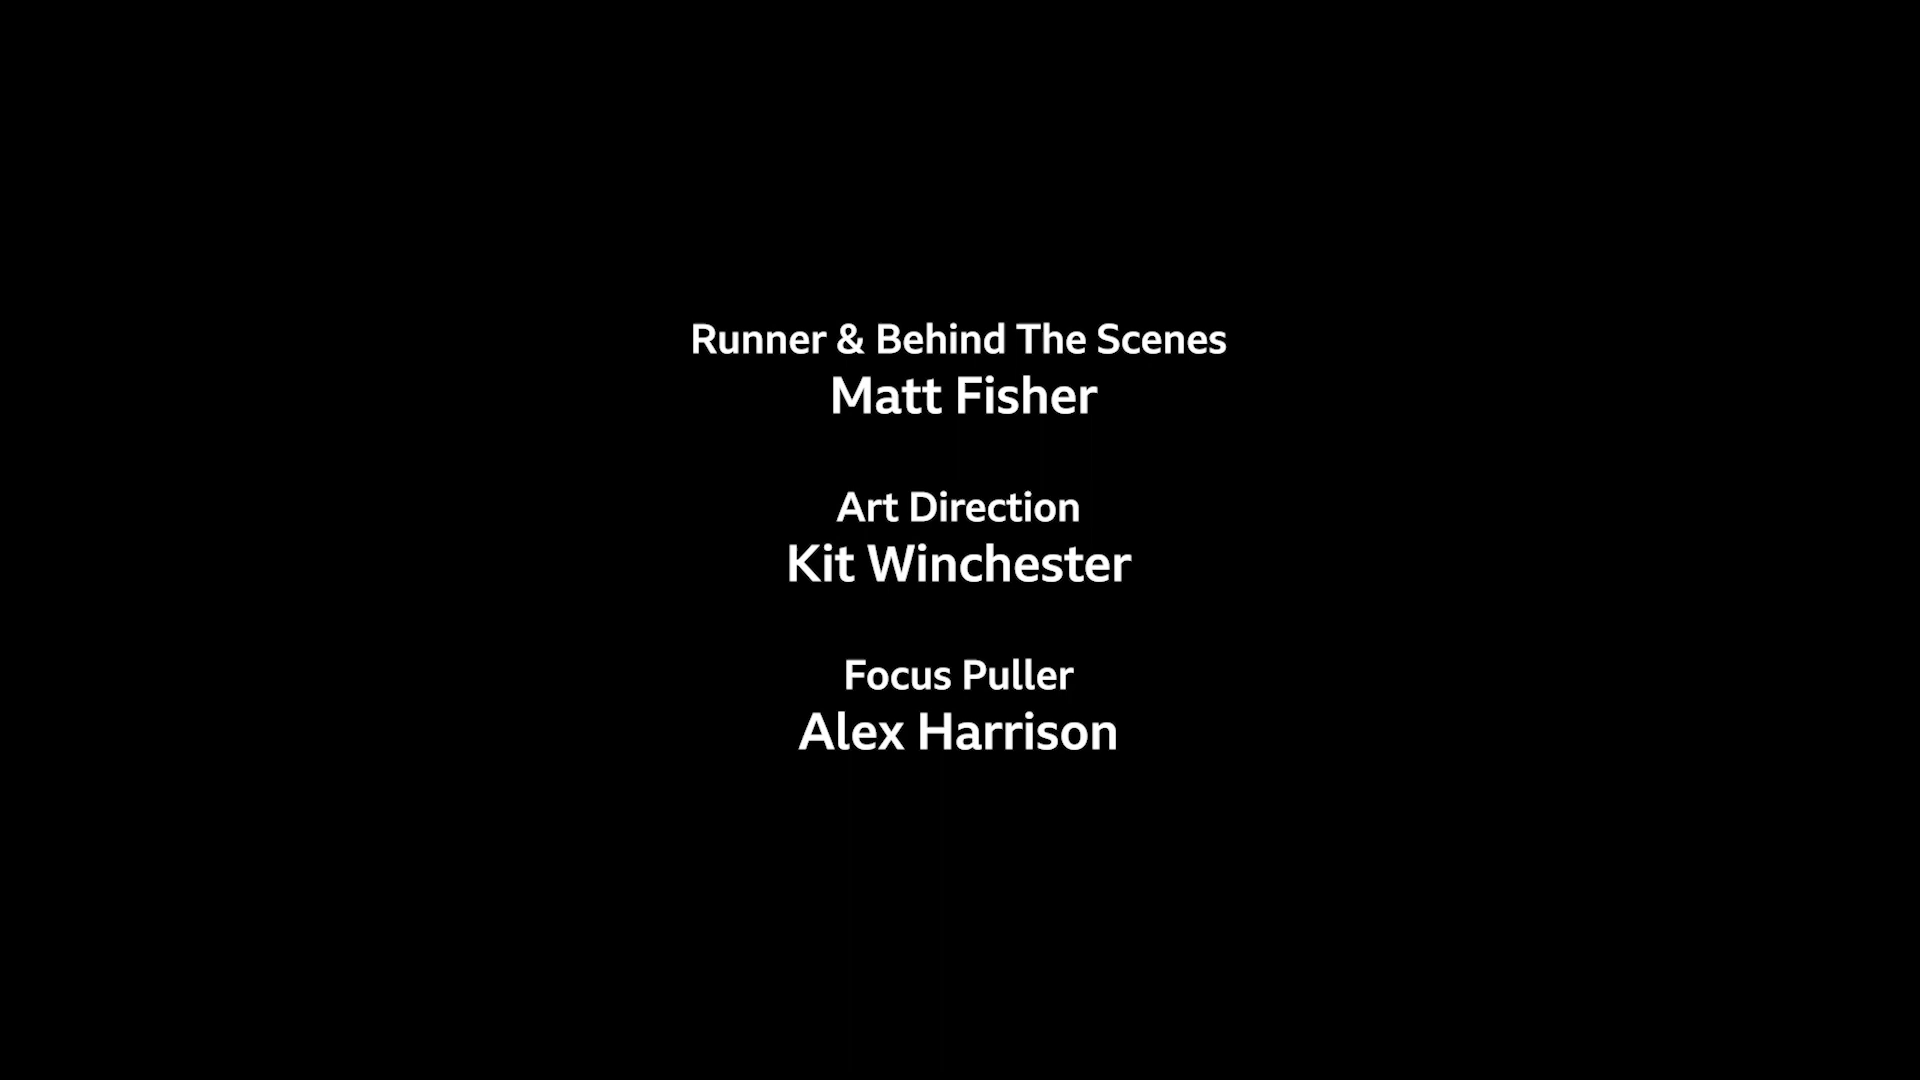 Runner & Behind The Scenes
Matt Fisher
Art Direction
Kit Winchester
Focus Puller
Alex Harrison